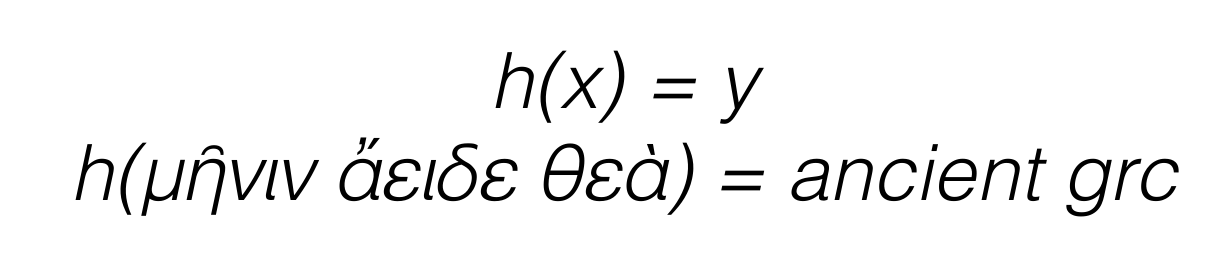 h(x) = y
h(μῆνιν ἄειδε θεὰ) = ancient grc